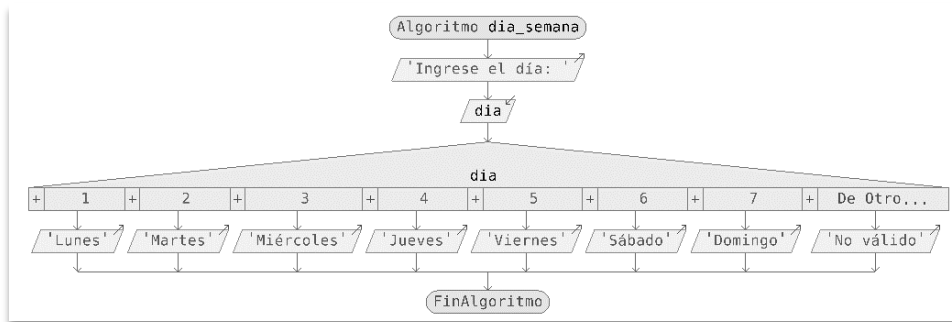 Algoritmo dia_semana
'Ingrese el día: '
dia
dia
+ 1 + 2 + 3 + 4 + 5 + 6 + 7 + De Otro...
'Lunes' 'Martes' 'Miércoles' 'Jueves' 'Viernes' 'Sábado' 'Domingo' 'No válido'
FinAlgoritmo